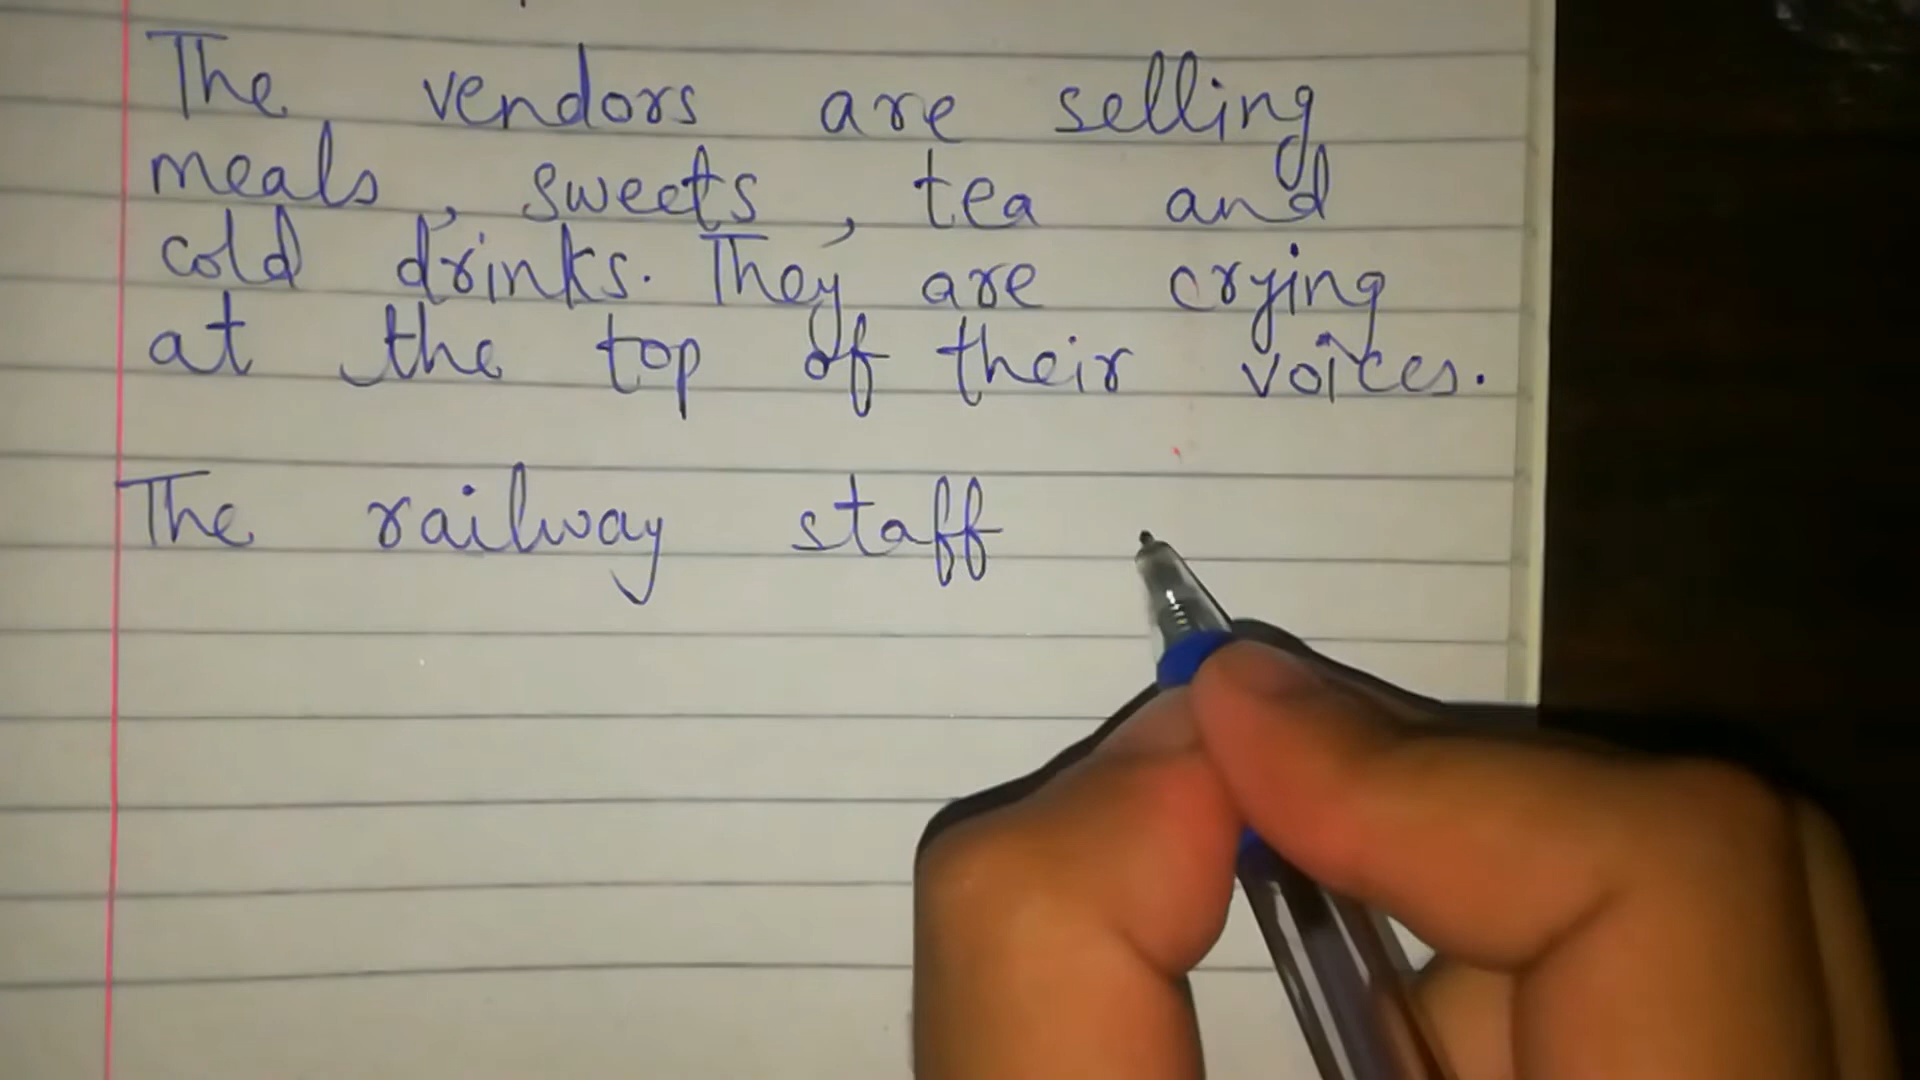 The vendors are selling
meals, sweets, tea and
cold drinks. They are crying
at the top of their voices.
The railway staff